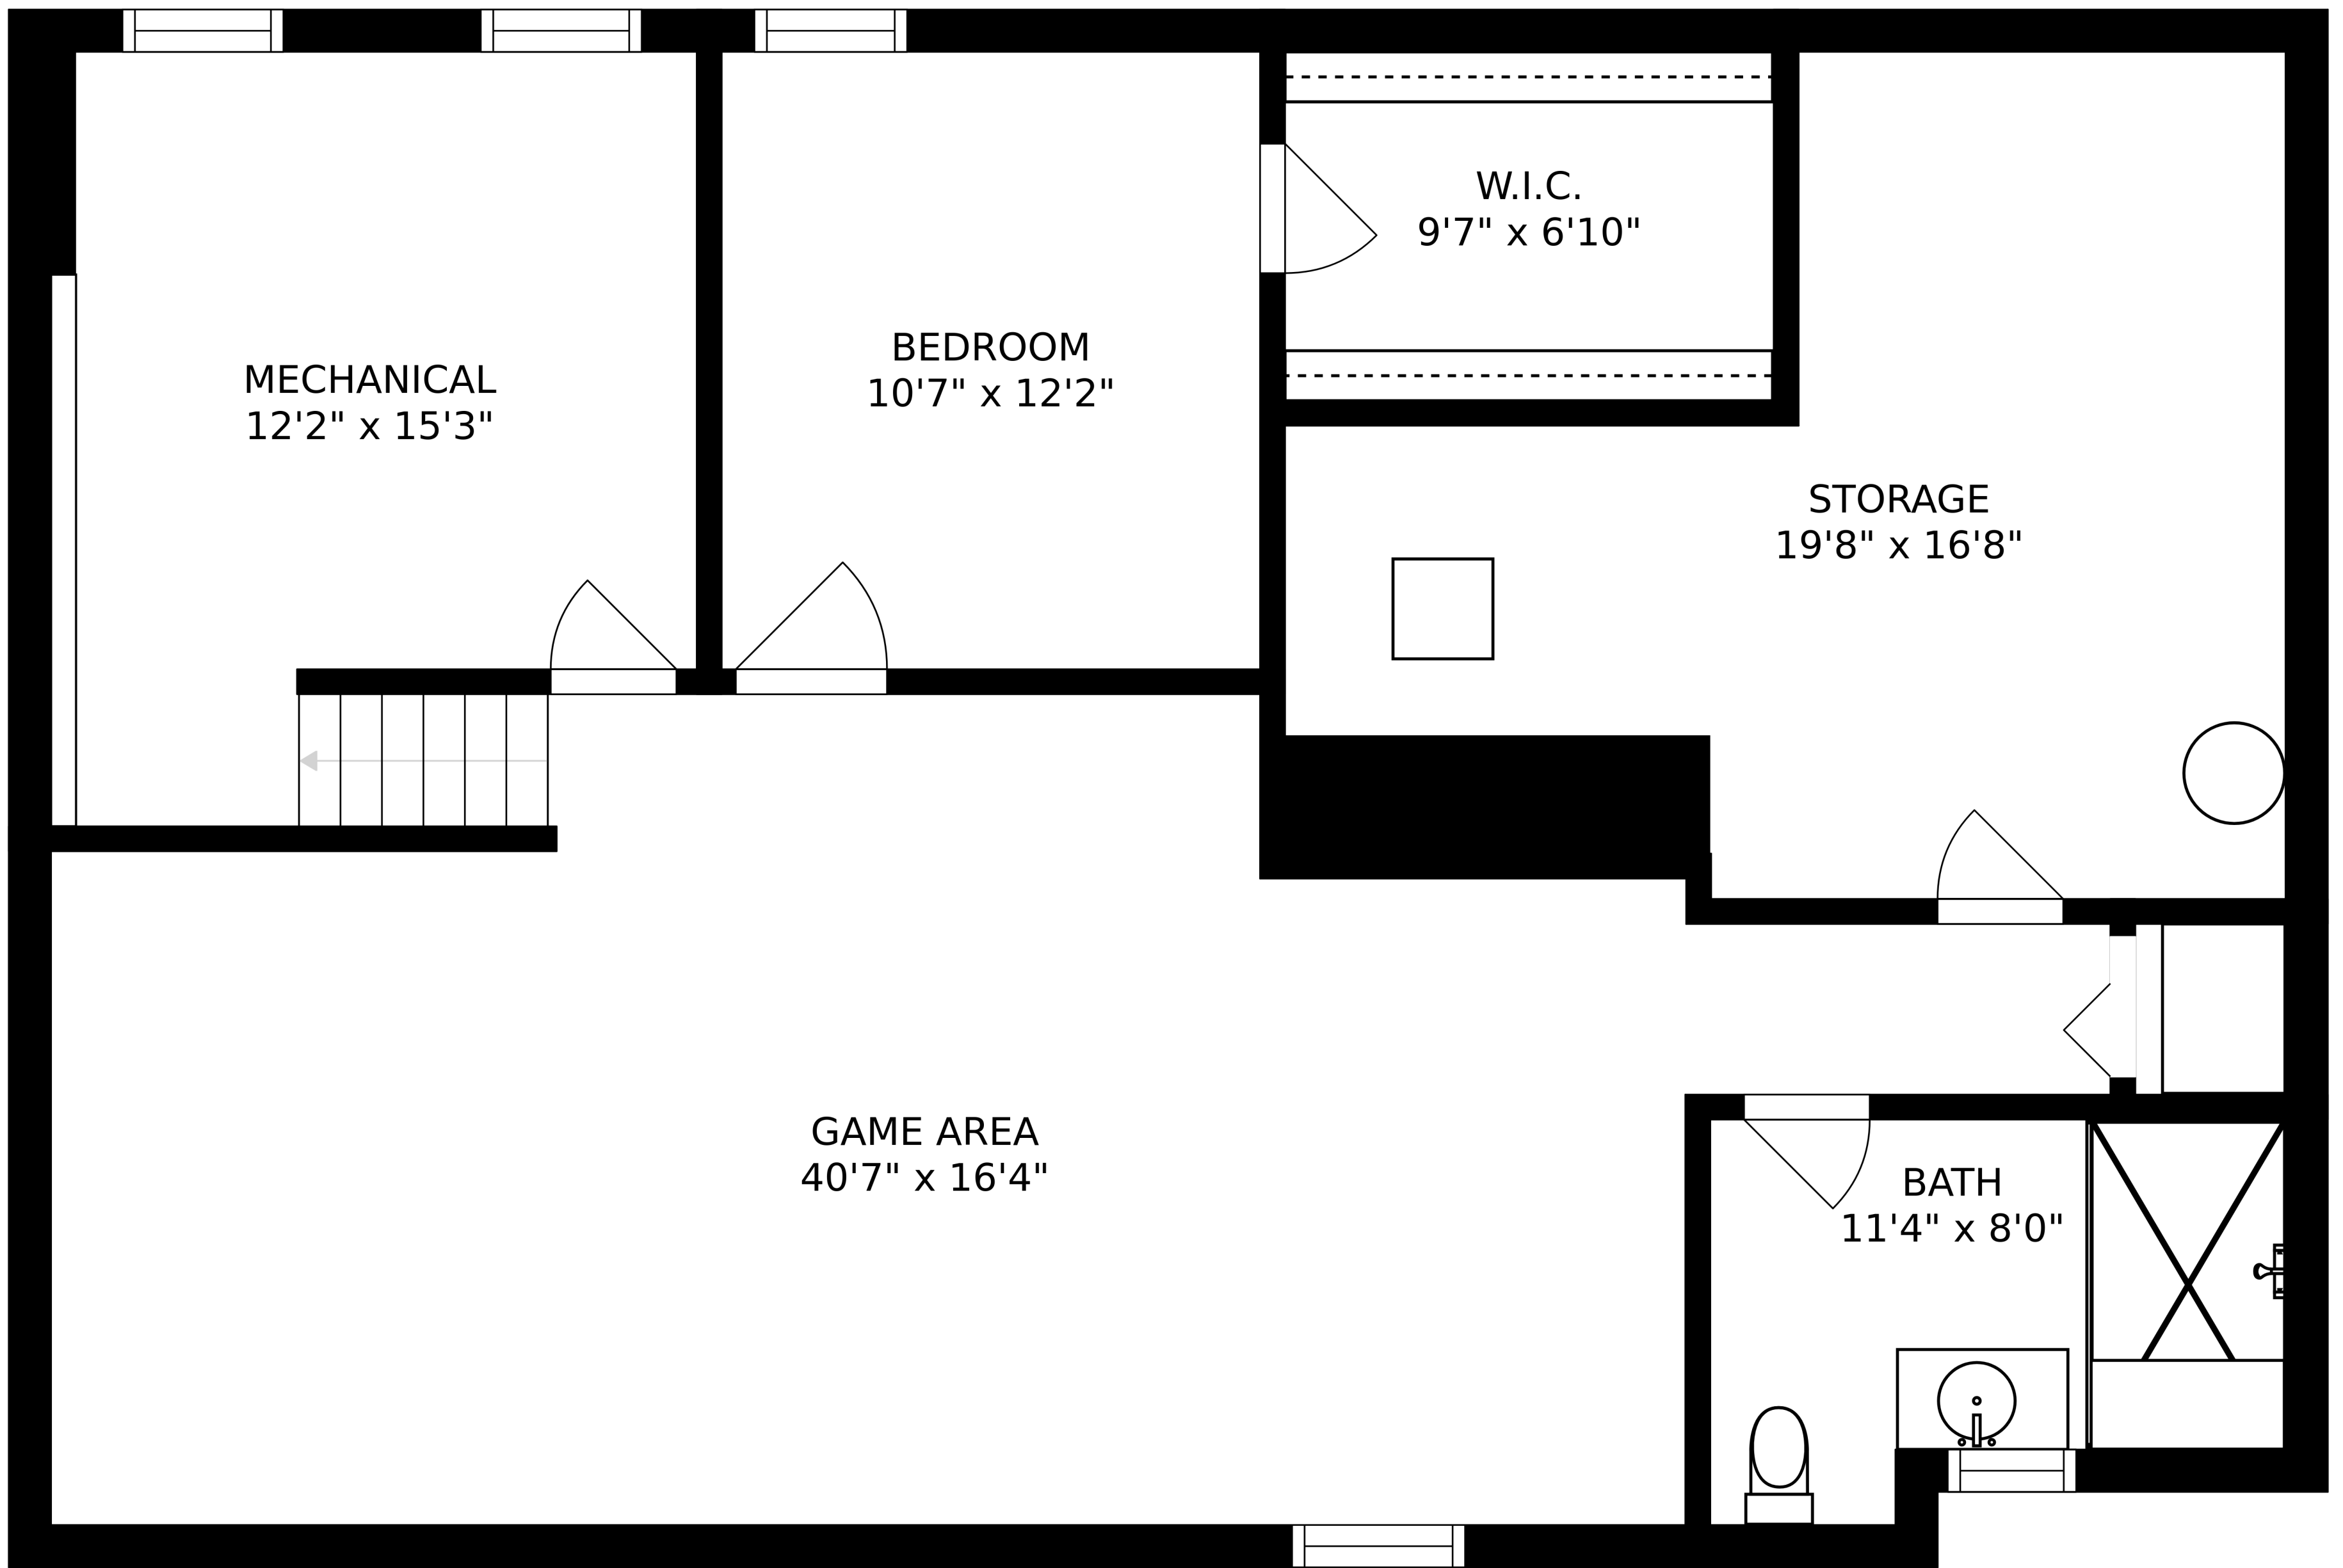 W.I.C.
9'7" x 6'10"
BEDROOM
10'7" x 12'2"
MECHANICAL
12'2" x 15'3"
STORAGE
19'8" x 16'8"
GAME AREA
40'7" x 16'4"
BATH
11'4" x 8'0"